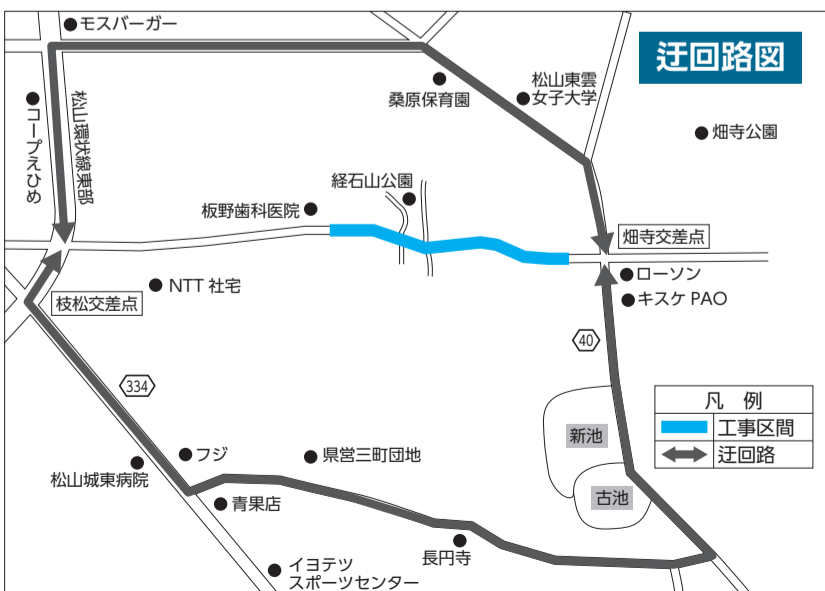 モスバーガー
迂回路図
松山東雲
女子大学
桑原保育園
コープえひめ
松山環状線東部
畑寺公園
経石山公園
板野歯科医院
畑寺交差点
ローソン
NTT 社宅
枝松交差点
キスケ PAO
40
334
凡 例
工事区間
迂回路
新池
フジ
県営三町団地
松山城東病院
古池
青果店
長円寺
イヨテツ
スポーツセンター